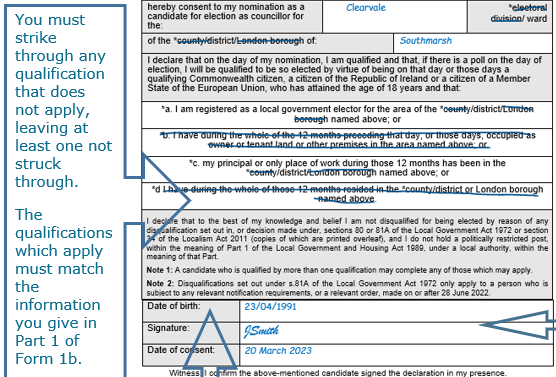 You must
strike
through any
qualification
that does
not apply,
leaving at
least one not
struck
through.
The
qualifications
which apply
must match
the
information
you give in
Part 1 of
Form 1b.
hereby consent to my nomination as a
candidate for election as councillor for
the:
Clearvale
*electoral
division/ ward
of the *county/district/London borough of:
Southmarsh
I declare that on the day of my nomination, I am qualified and that, if there is a poll on the day of
election, I will be qualified to be so elected by virtue of being on that day or those days a
qualifying Commonwealth citizen, a citizen of the Republic of Ireland or a citizen of a Member
State of the European Union, who has attained the age of 18 years and that:
*a. I am registered as a local government elector for the area of the *county/district/London
borough named above; or
*b. I have during the whole of the 12 months preceding that day, or those days, occupied as
owner or tenant land or other premises in the area named above; or,
*c. my principal or only place of work during those 12 months has been in the
*county/district/London borough named above; or
*d I have during the whole of those 12 months resided in the *county/district or London borough
named above.
I declare that to the best of my knowledge and belief I am not disqualified for being elected by reason of any
disqualification set out in, or decision made under, sections 80 or 81A of the Local Government Act 1972 or section
34 of the Localism Act 2011 (copies of which are printed overleaf), and I do not hold a politically restricted post,
within the meaning of Part 1 of the Local Government and Housing Act 1989, under a local authority, within the
meaning of that Part.
Note 1: A candidate who is qualified by more than one qualification may complete any of those which may apply.
Note 2: Disqualifications set out under s.81A of the Local Government Act 1972 only apply to a person who is
subject to any relevant notification requirements, or a relevant order, made on or after 28 June 2022.
Date of birth:
23/04/1991
Signature:
JSmith
Date of consent:
20 March 2023
Witness: I confirm the above-mentioned candidate signed the declaration in my presence.